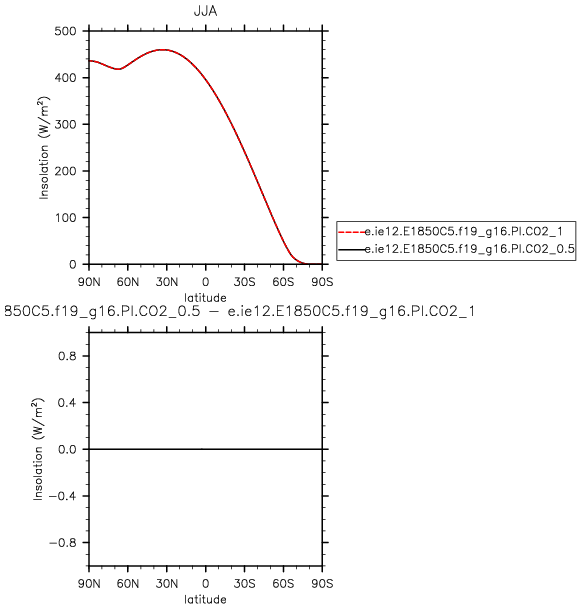 JJA
500
400
300
200
100
0
Insolation (W/m²)
90N 60N 30N 0 30S 60S 90S
latitude
e.ie12.E1850C5.f19_g16.PI.CO2_1
e.ie12.E1850C5.f19_g16.PI.CO2_0.5
850C5.f19_g16.PI.CO2_0.5 − e.ie12.E1850C5.f19_g16.PI.CO2_1
0.8
0.4
0.0
−0.4
−0.8
Insolation (W/m²)
90N 60N 30N 0 30S 60S 90S
latitude